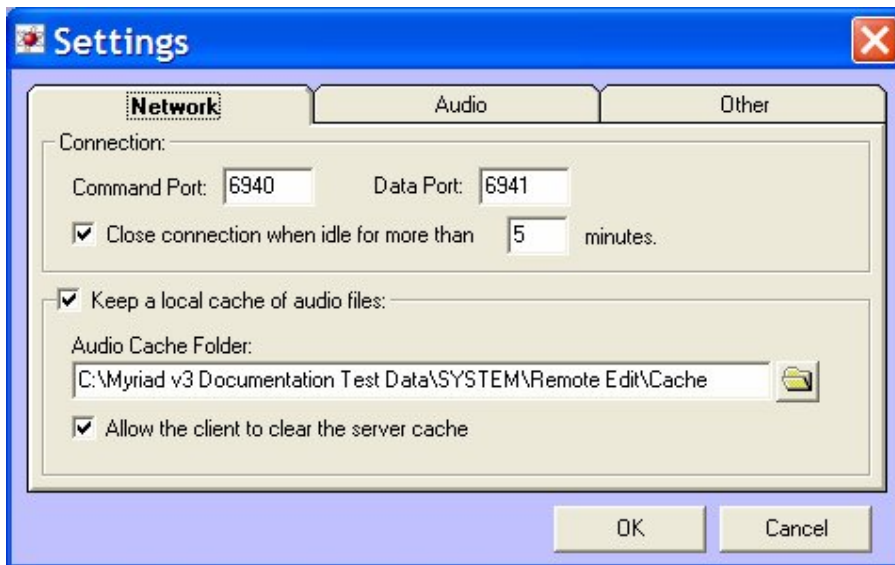 Settings
Network Audio Other
Connection:
Command Port: 6940 Data Port: 6941
Close connection when idle for more than 5 minutes.
Keep a local cache of audio files:
Audio Cache Folder:
C:\Myriad v3 Documentation Test Data\SYSTEM\Remote Edit\Cache
Allow the client to clear the server cache
OK Cancel